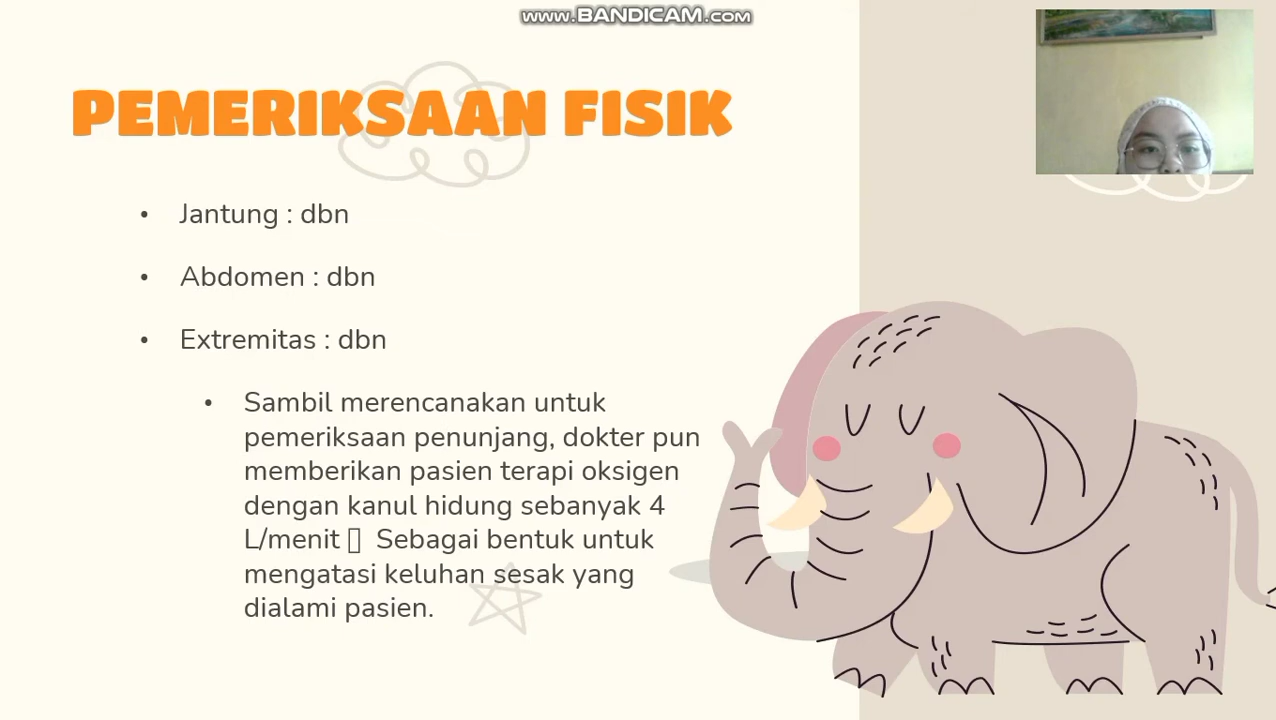 www.BANDICAM.com
PEMERIKSAAN FISIK
• Jantung : dbn
• Abdomen : dbn
• Extremitas : dbn
• Sambil merencanakan untuk
pemeriksaan penunjang, dokter pun
memberikan pasien terapi oksigen
dengan kanul hidung sebanyak 4
L/menit ▯ Sebagai bentuk untuk
mengatasi keluhan sesak yang
dialami pasien.